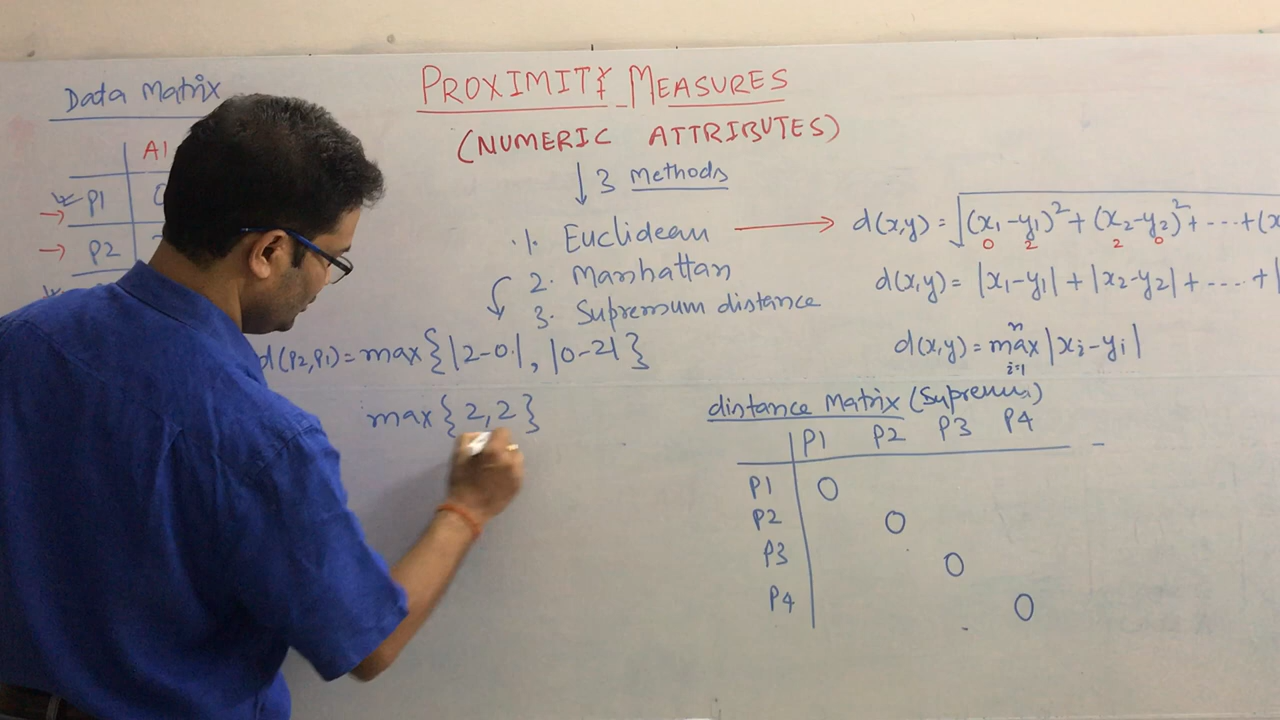 Data Matrix
A1
P1
P2
PROXIMITY MEASURES
(NUMERIC ATTRIBUTES)
3 Methods
1. Euclidean
2. Manhattan
3. Supremum distance
d(x,y) = √(x₁-y₁)² + (x₂-y₂)² + ---- + (x
0 2 2 0
d(x,y) = |x₁-y₁| + |x₂-y₂| + ---- + |
d(x,y) = max |xᵢ-yᵢ|
n
i=1
d(P2,P1) = max{|2-0|, |0-2|}
max{2,2}
distance Matrix (Supremum)
P1 P2 P3 P4
P1 0
P2 0
P3 0
P4 0